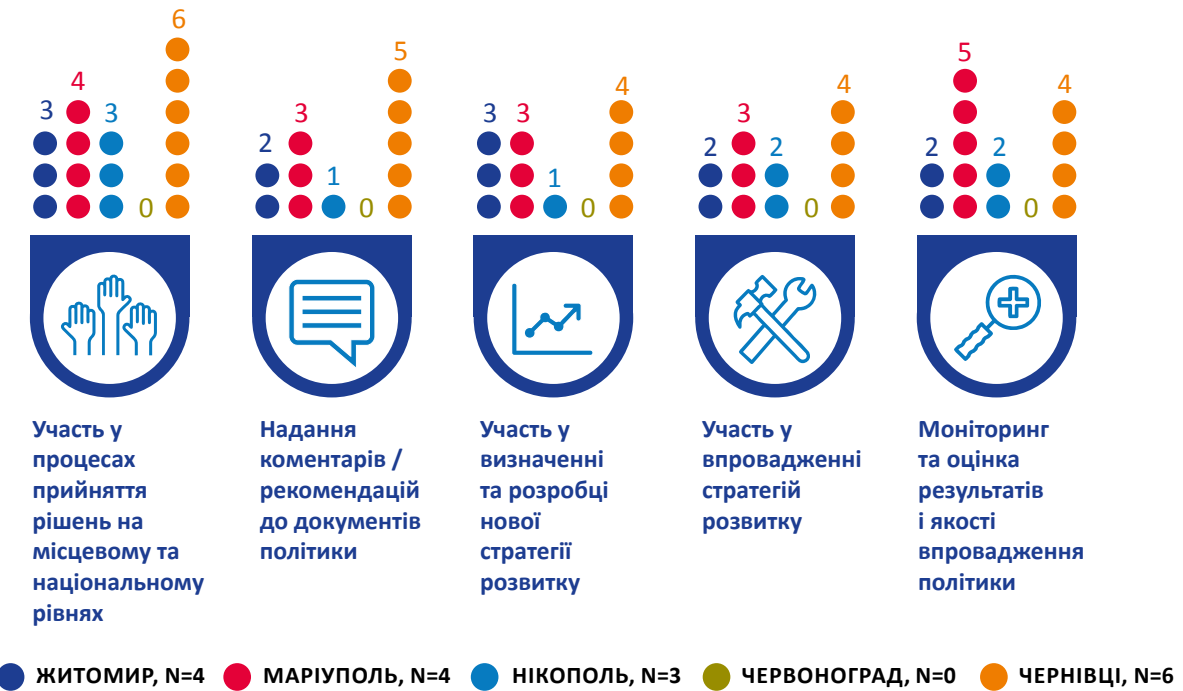 3 4 3 0 6
2 3 1 0 5
3 3 1 0 4
2 3 2 0 4
2 5 2 0 4
Участь у
процесах
прийняття
рішень на
місцевому та
національному
рівнях
Надання
коментарів /
рекомендацій
до документів
політики
Участь у
визначенні
та розробці
нової
стратегії
розвитку
Участь у
впровадженні
стратегій
розвитку
Моніторинг
та оцінка
результатів
і якості
впровадження
політики
ЖИТОМИР, N=4 МАРІУПОЛЬ, N=4 НІКОПОЛЬ, N=3 ЧЕРВОНОГРАД, N=0 ЧЕРНІВЦІ, N=6